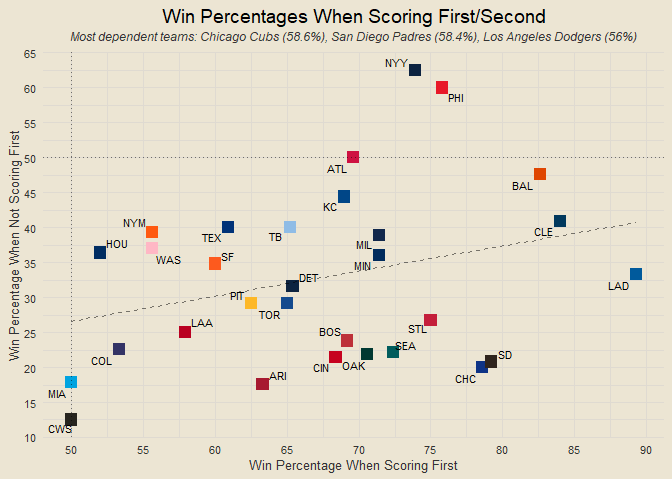 Win Percentages When Scoring First/Second
Most dependent teams: Chicago Cubs (58.6%), San Diego Padres (58.4%), Los Angeles Dodgers (56%)
Win Percentage When Not Scoring First
65
60
55
50
45
40
35
30
25
20
15
10
NYY
PHI
ATL
BAL
KC
CLE
NYM
TEX
TB
HOU
MIL
WAS
SF
MIN
DET
LAD
PIT
TOR
LAA
STL
BOS
COL
SEA
OAK
CIN
SD
CHC
ARI
MIA
CWS
50
55
60
65
70
75
80
85
90
Win Percentage When Scoring First